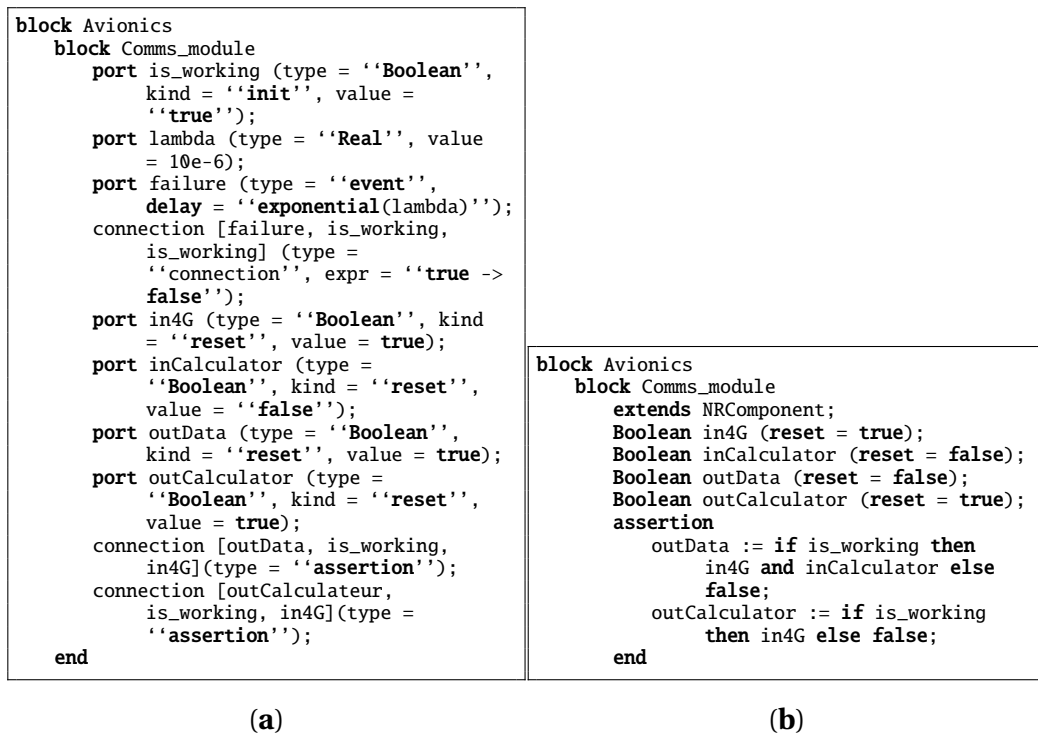 block Avionics
block Comms_module
port is_working (type = ‘‘Boolean’’,
kind = ‘‘init’’, value =
‘‘true’’);
port lambda (type = ‘‘Real’’, value
= 10e-6);
port failure (type = ‘‘event’’,
delay = ‘‘exponential(lambda)’’);
connection [failure, is_working,
is_working] (type =
‘‘connection’’, expr = ‘‘true ->
false’’);
port in4G (type = ‘‘Boolean’’, kind
= ‘‘reset’’, value = true);
port inCalculator (type =
‘‘Boolean’’, kind = ‘‘reset’’,
value = ‘‘false’’);
port outData (type = ‘‘Boolean’’,
kind = ‘‘reset’’, value = true);
port outCalculator (type =
‘‘Boolean’’, kind = ‘‘reset’’,
value = true);
connection [outData, is_working,
in4G](type = ‘‘assertion’’);
connection [outCalculateur,
is_working, in4G](type =
‘‘assertion’’);
end
(a)
block Avionics
block Comms_module
extends NRComponent;
Boolean in4G (reset = true);
Boolean inCalculator (reset = false);
Boolean outData (reset = false);
Boolean outCalculator (reset = true);
assertion
outData := if is_working then
in4G and inCalculator else
false;
outCalculator := if is_working
then in4G else false;
end
(b)